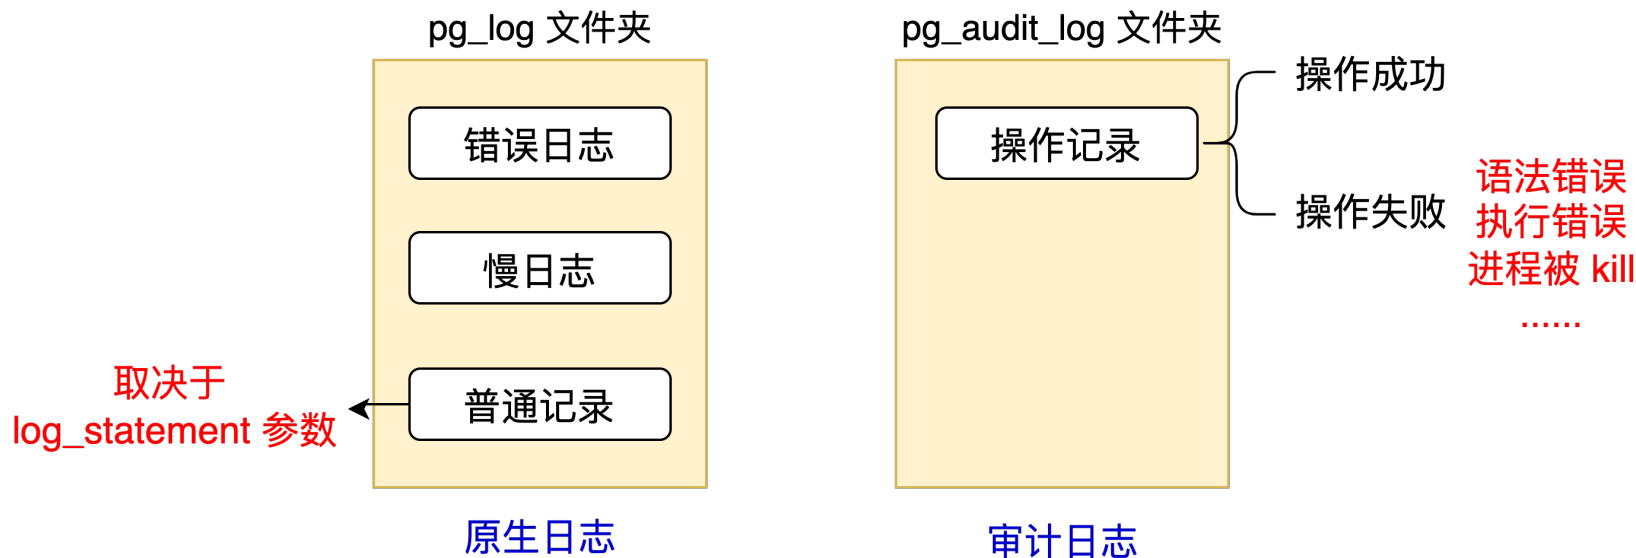 pg_log 文件夹
错误日志
慢日志
普通记录
取决于
log_statement 参数
原生日志
pg_audit_log 文件夹
操作记录
操作成功
操作失败
语法错误
执行错误
进程被 kill
......
审计日志